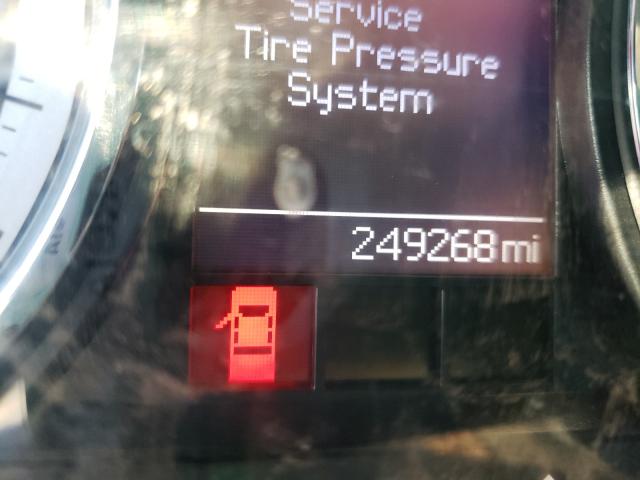 Service
Tire Pressure
System
249268 mi